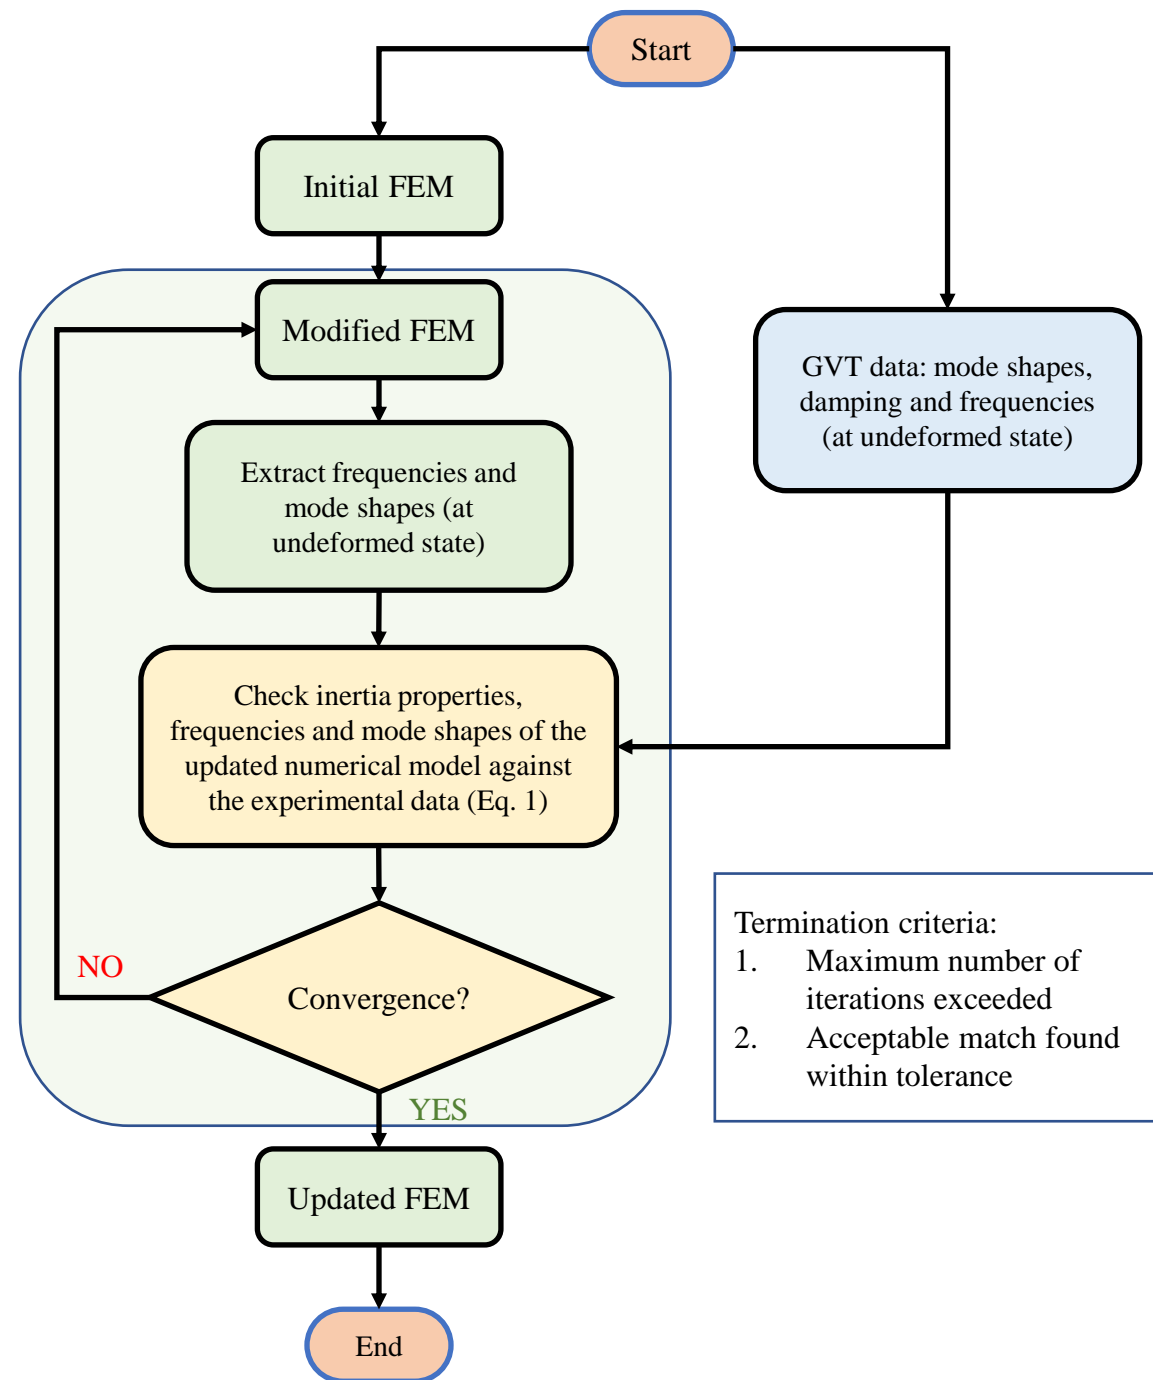 Start
Initial FEM
Modified FEM
GVT data: mode shapes,
damping and frequencies
(at undeformed state)
Extract frequencies and
mode shapes (at
undeformed state)
Check inertia properties,
frequencies and mode shapes of the
updated numerical model against
the experimental data (Eq. 1)
Termination criteria:
1. Maximum number of
iterations exceeded
2. Acceptable match found
within tolerance
NO
Convergence?
YES
Updated FEM
End